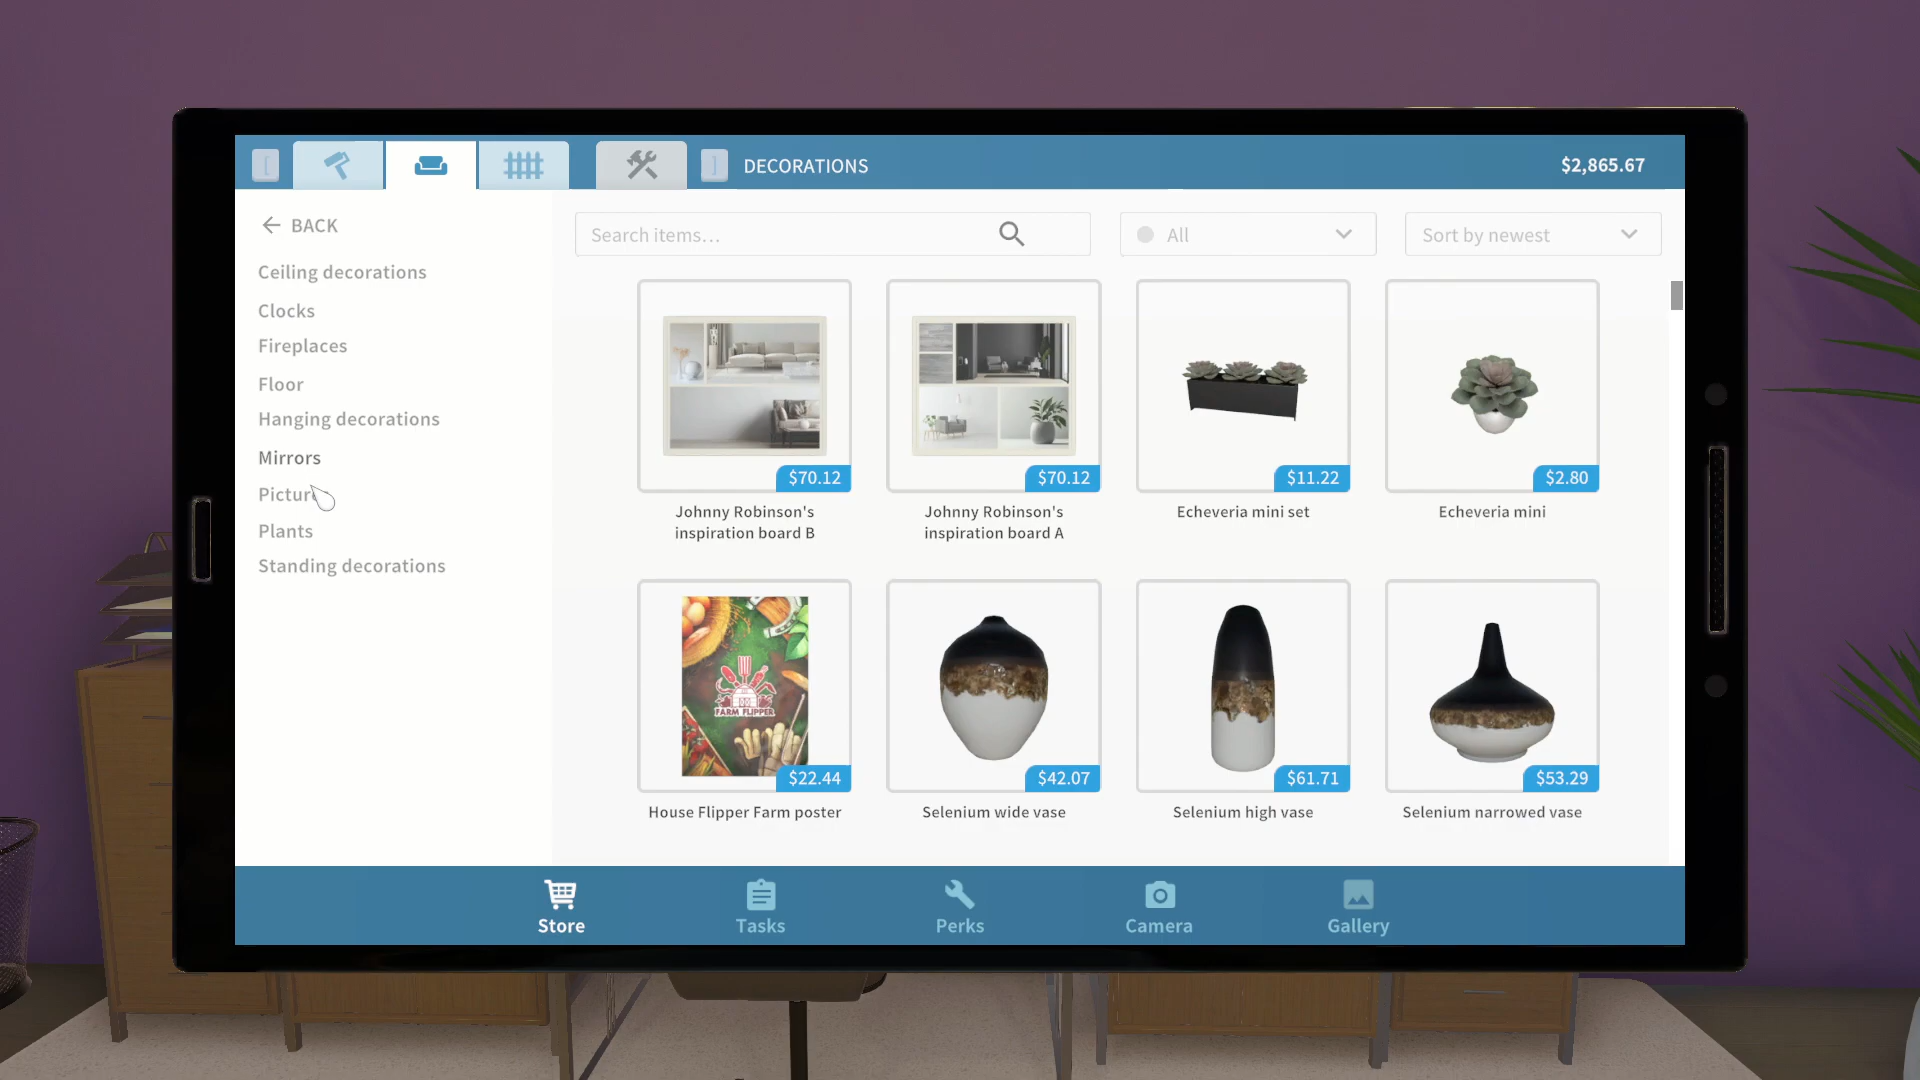 [
]
DECORATIONS
$2,865.67
BACK
Ceiling decorations
Clocks
Fireplaces
Floor
Hanging decorations
Mirrors
Plants
Standing decorations
Search items...
All
Sort by newest
$70.12
$70.12
$11.22
$2.80
Johnny Robinson's
inspiration board B
Johnny Robinson's
inspiration board A
Echeveria mini set
Echeveria mini
FARM FLIPPER
$22.44
$42.07
$61.71
$53.29
House Flipper Farm poster
Selenium wide vase
Selenium high vase
Selenium narrowed vase
Store
Tasks
Perks
Camera
Gallery